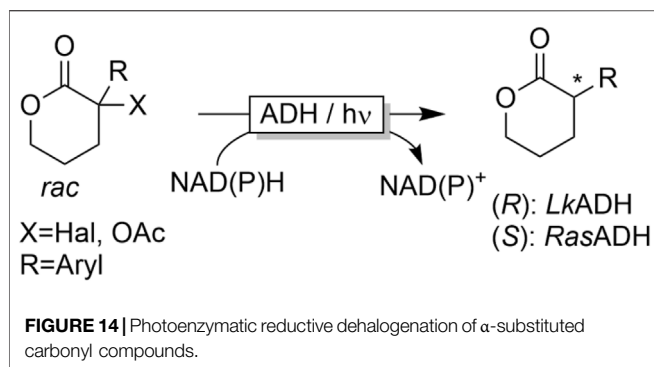 O
R
O
X
rac
X=Hal, OAc
R=Aryl
ADH / hν
NAD(P)H
NAD(P)+
O
*
R
O
(R): LkADH
(S): RasADH
FIGURE 14 | Photoenzymatic reductive dehalogenation of α-substituted
carbonyl compounds.